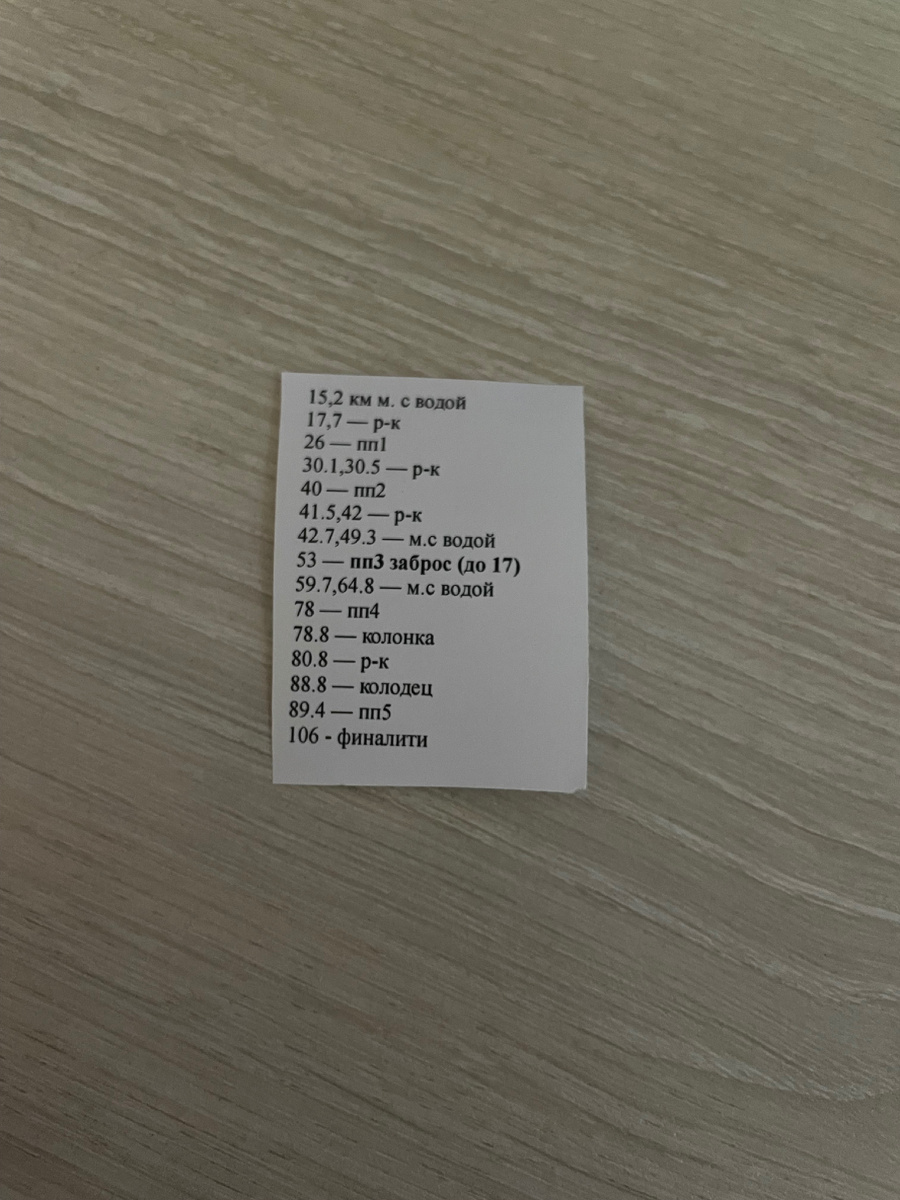 15,2 км м. с водой
17,7 — р-к
26 — пп1
30.1,30.5 — р-к
40 — пп2
41.5,42 — р-к
42.7,49.3 — м.с водой
53 — пп3 заброс (до 17)
59.7,64.8 — м.с водой
78 — пп4
78.8 — колонка
80.8 — р-к
88.8 — колодец
89.4 — пп5
106 - финалити